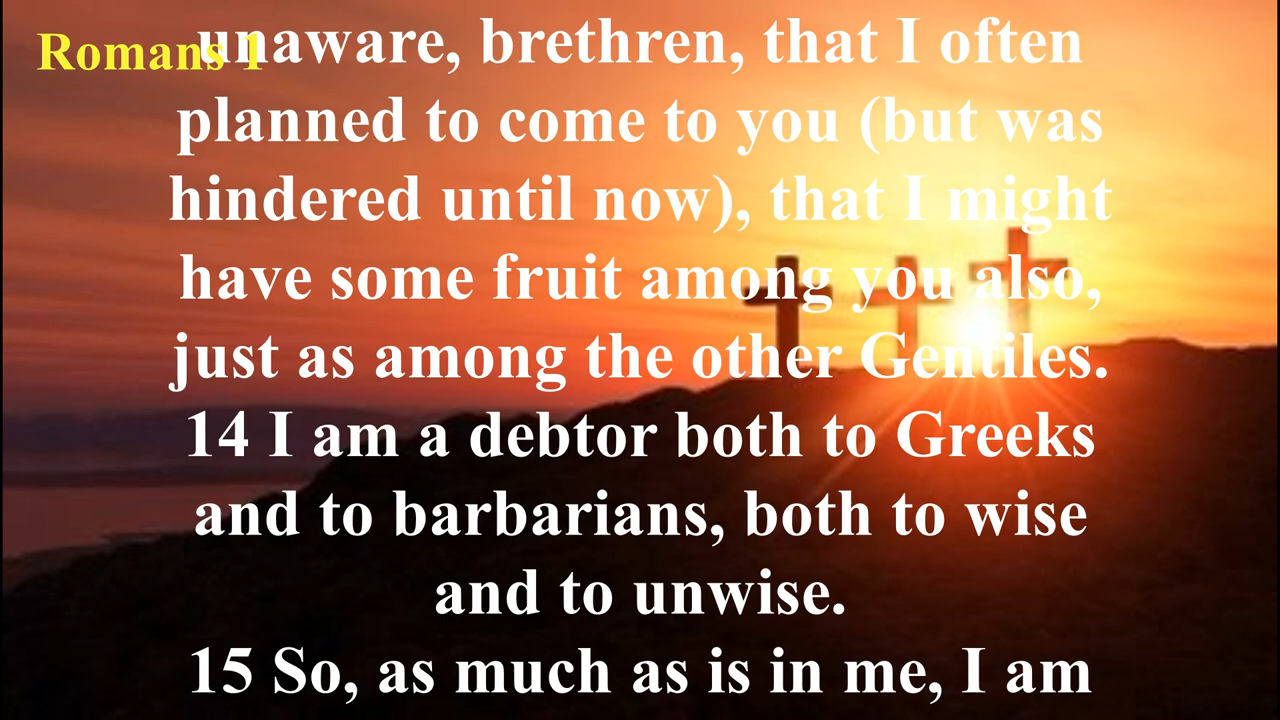 Romans 1
unaware, brethren, that I often
planned to come to you (but was
hindered until now), that I might
have some fruit among you also,
just as among the other Gentiles.
14 I am a debtor both to Greeks
and to barbarians, both to wise
and to unwise.
15 So, as much as is in me, I am